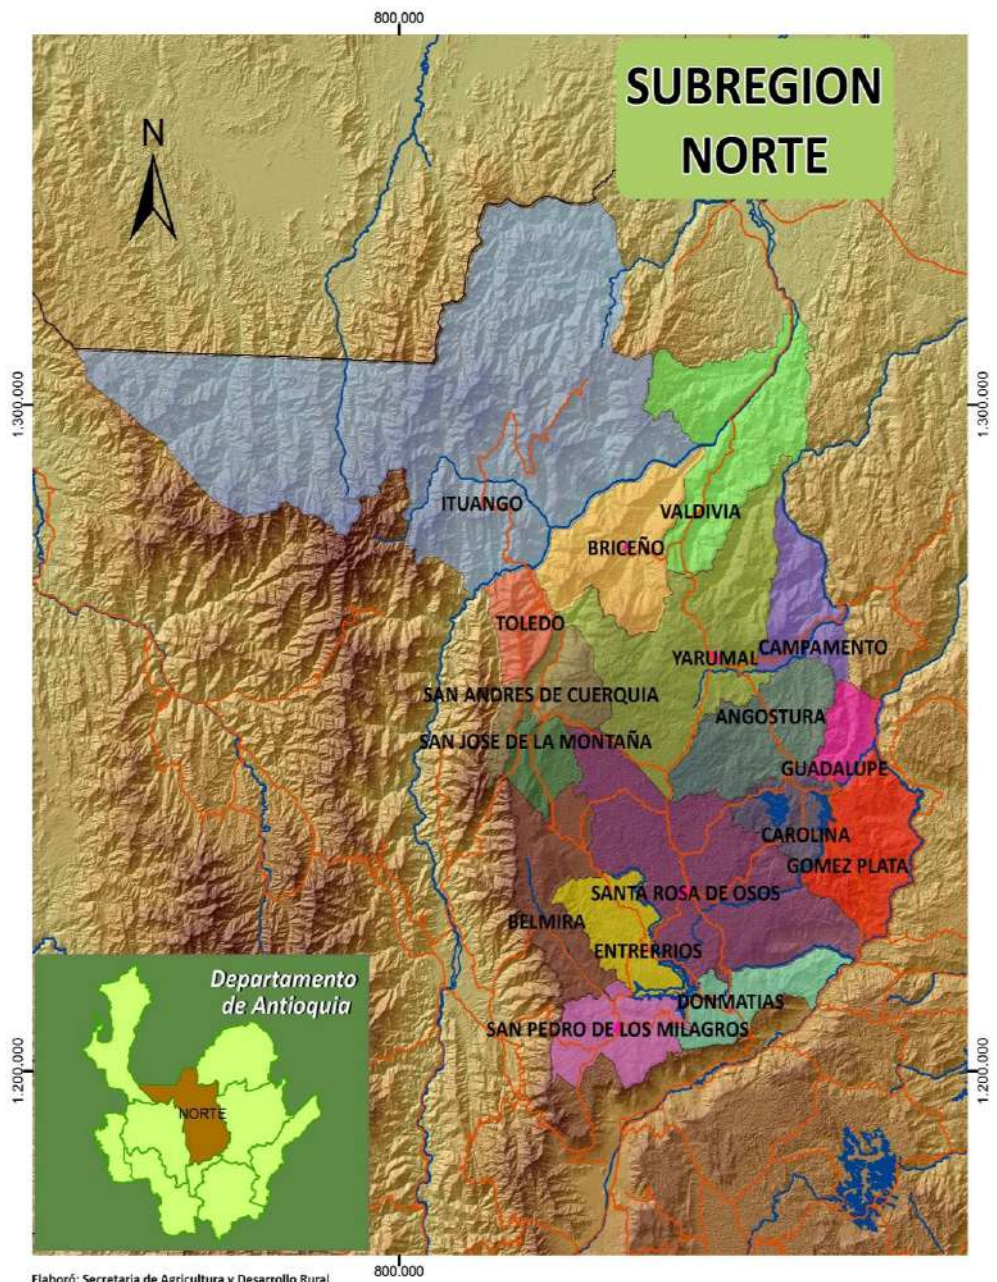 800.000
SUBREGION
NORTE
N
1.300.000
1.300.000
ITUANGO
VALDIVIA
BRICEÑO
TOLEDO
YARUMAL
CAMPAMENTO
SAN ANDRES DE CUERQUIA
ANGOSTURA
SAN JOSE DE LA MONTAÑA
GUADALUPE
CAROLINA
GOMEZ PLATA
SANTA ROSA DE OSOS
BELMIRA
ENTRERRIOS
DONMATIAS
SAN PEDRO DE LOS MILAGROS
Departamento
de Antioquia
NORTE
1.200.000
1.200.000
800.000
Elaboró: Secretaria de Agricultura y Desarrollo Rural